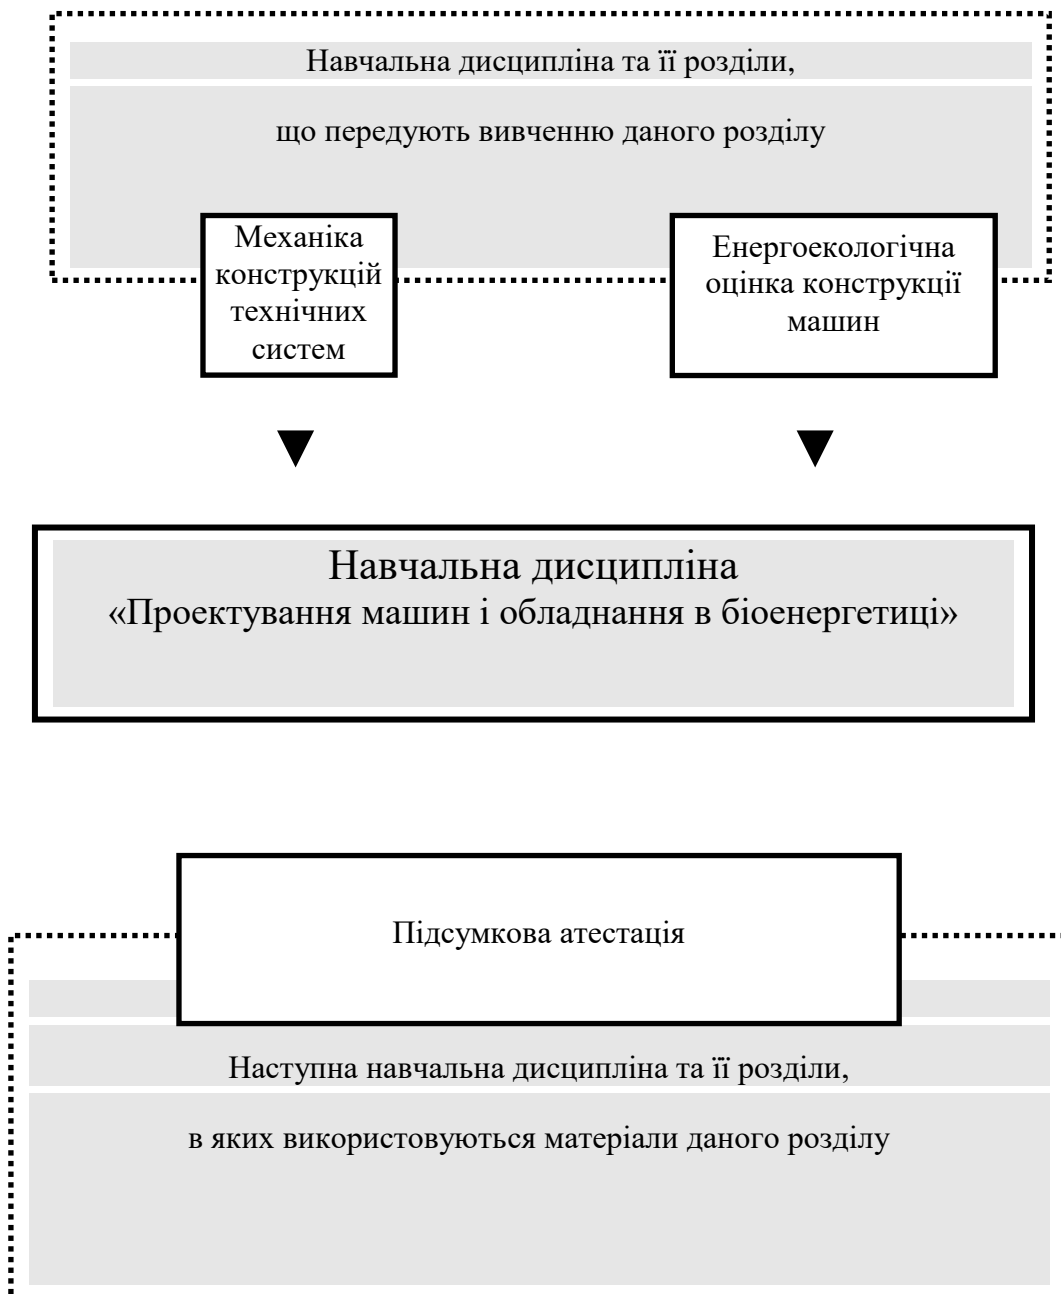 Навчальна дисципліна та її розділи,
що передують вивченню даного розділу
Механіка
конструкцій
технічних
систем
Енергоекологічна
оцінка конструкції
машин
Навчальна дисципліна
«Проектування машин і обладнання в біоенергетиці»
Підсумкова атестація
Наступна навчальна дисципліна та її розділи,
в яких використовуються матеріали даного розділу